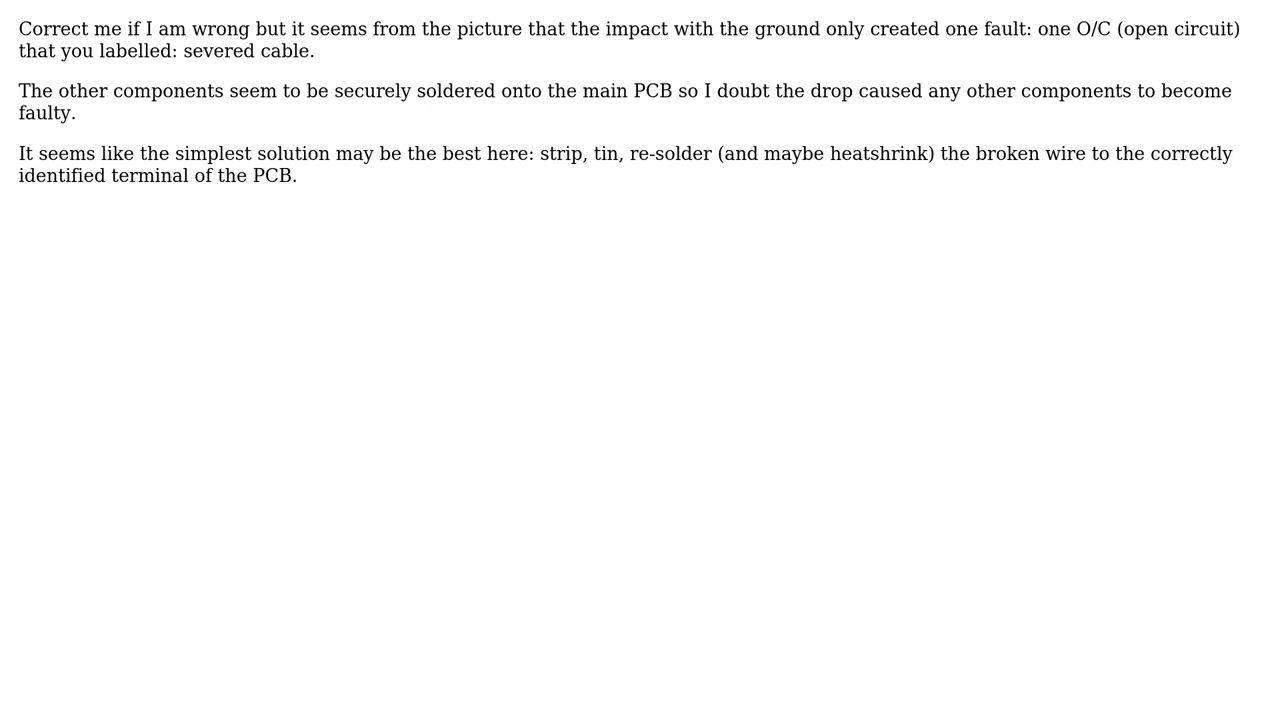 Correct me if I am wrong but it seems from the picture that the impact with the ground only created one fault: one O/C (open circuit)
that you labelled: severed cable.
The other components seem to be securely soldered onto the main PCB so I doubt the drop caused any other components to become
faulty.
It seems like the simplest solution may be the best here: strip, tin, re-solder (and maybe heatshrink) the broken wire to the correctly
identified terminal of the PCB.